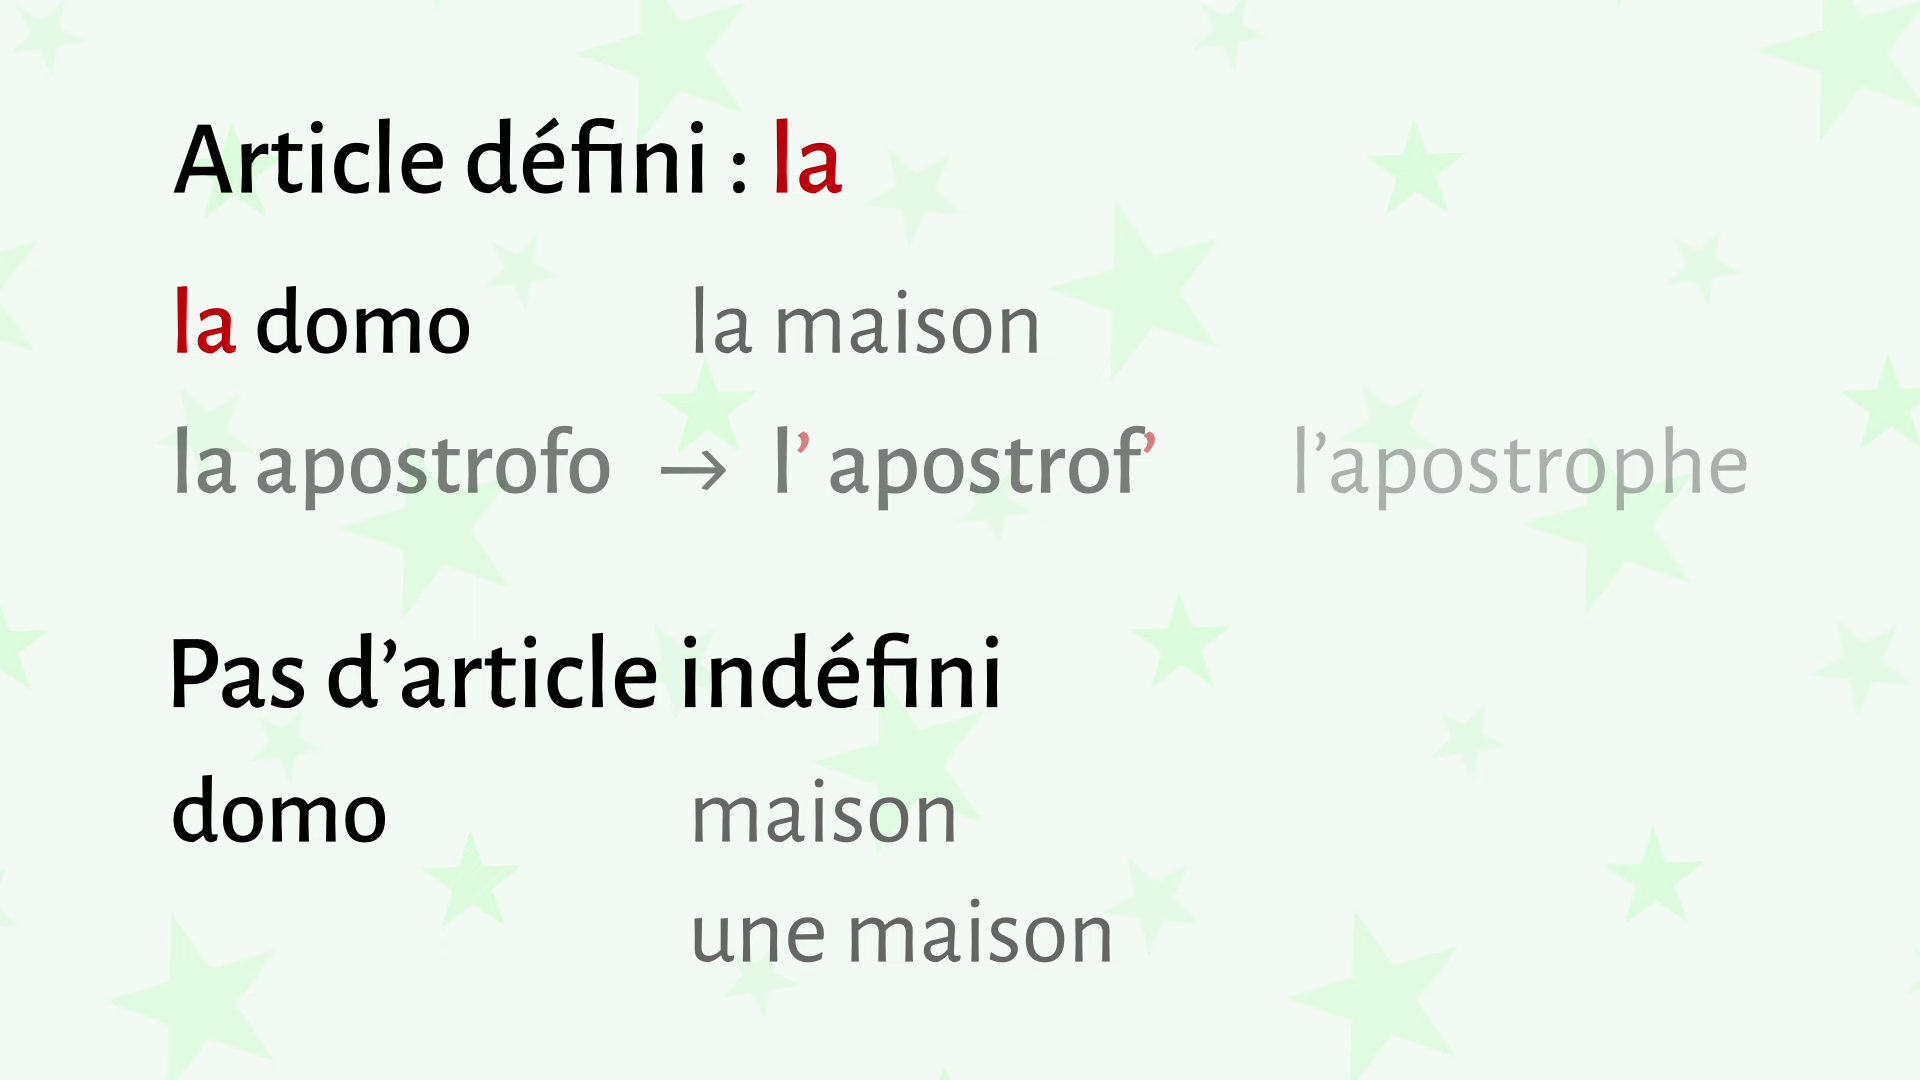 Article défini : la
la domo la maison
la apostrofo → l’ apostrof’ l’apostrophe
Pas d’article indéfini
domo maison
une maison